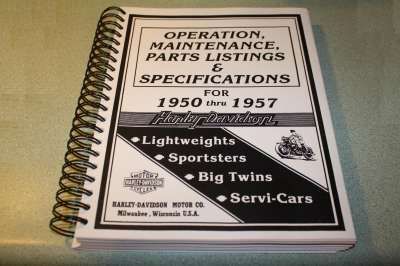 OPERATION,
MAINTENANCE,
PARTS LISTINGS
&
SPECIFICATIONS
FOR
1950 thru 1957
Harley-Davidson
• Lightweights
• Sportsters
• Big Twins
• Servi-Cars
MOTOR
HARLEY-DAVIDSON
CYCLES
HARLEY-DAVIDSON MOTOR CO.
Milwaukee, Wisconsin U.S.A.